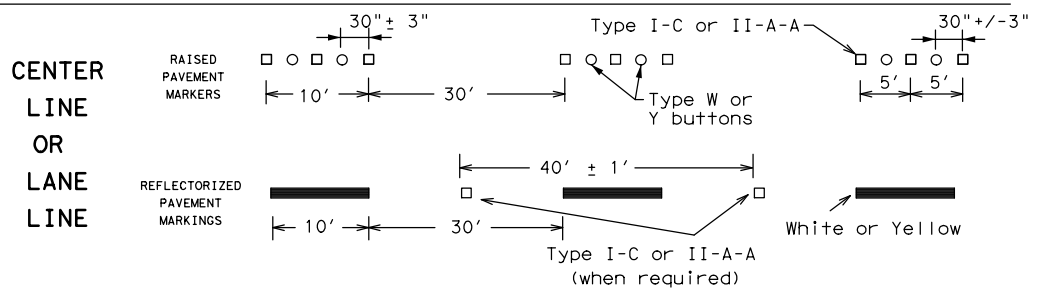 CENTER
LINE
OR
LANE
LINE
RAISED
PAVEMENT
MARKERS
30" ± 3"
10'
30'
Type I-C or II-A-A
Type W or
Y buttons
30"+/-3"
5'
5'
REFLECTORIZED
PAVEMENT
MARKINGS
10'
30'
40' ± 1'
Type I-C or II-A-A
(when required)
White or Yellow